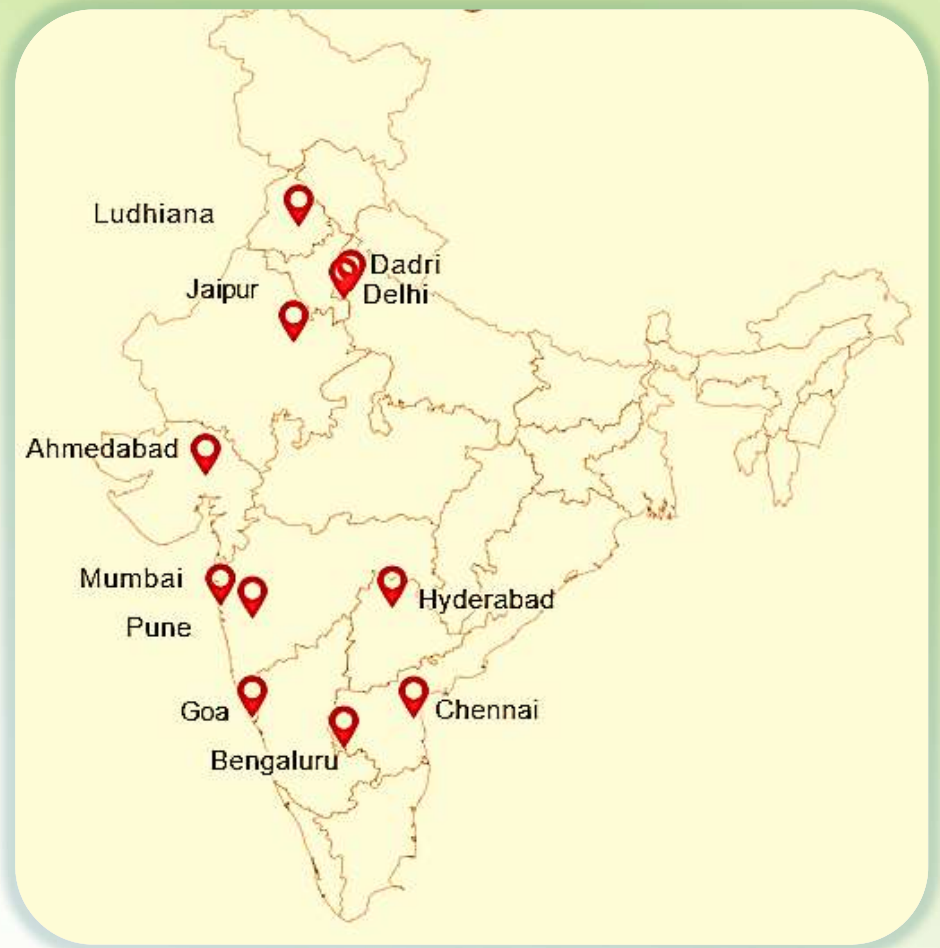 Ludhiana
Dadri
Jaipur
Delhi
Ahmedabad
Mumbai
Hyderabad
Pune
Goa
Chennai
Bengaluru